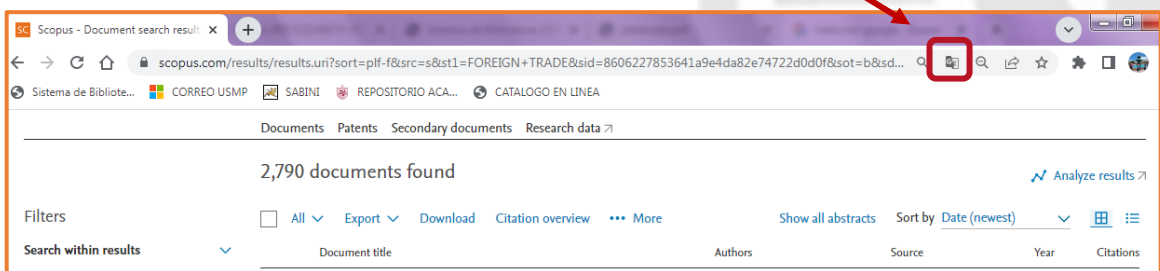 SC Scopus - Document search result
scopus.com/results/results.uri?sort=plf-f&src=s&st1=FOREIGN+TRADE&sid=8606227853641a9e4da82e74722d0d0f&sot=b&sd...
Sistema de Bibliote... CORREO USMP SABINI REPOSITORIO ACA... CATALOGO EN LINEA
Documents Patents Secondary documents Research data
2,790 documents found
Analyze results
Filters All Export Download Citation overview ••• More Show all abstracts Sort by Date (newest)
Search within results Document title Authors Source Year Citations